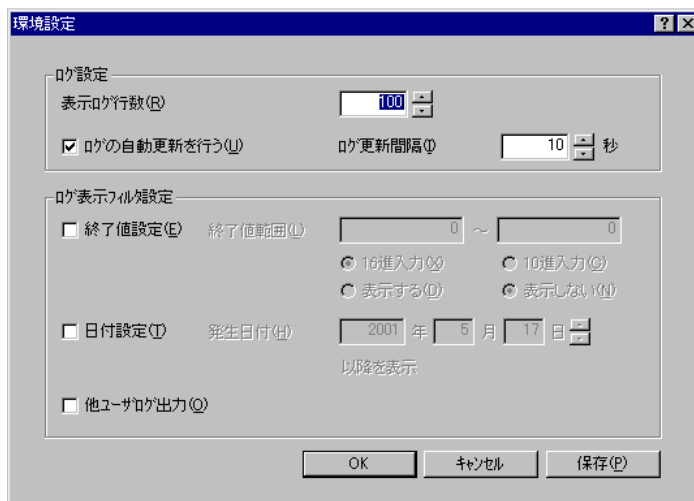 環境設定
ログ設定
表示ログ行数(R) 100
ログの自動更新を行う(U) ログ更新間隔(I) 10 秒
ログ表示フィルタ設定
終了値設定(E) 終了値範囲(L) 0 ~ 0
16進入力(X) 10進入力(C)
表示する(D) 表示しない(N)
日付設定(T) 発生日付(H) 2001 年 5 月 17 日
以降を表示
他ユーザログ出力(O)
OK キャンセル 保存(P)